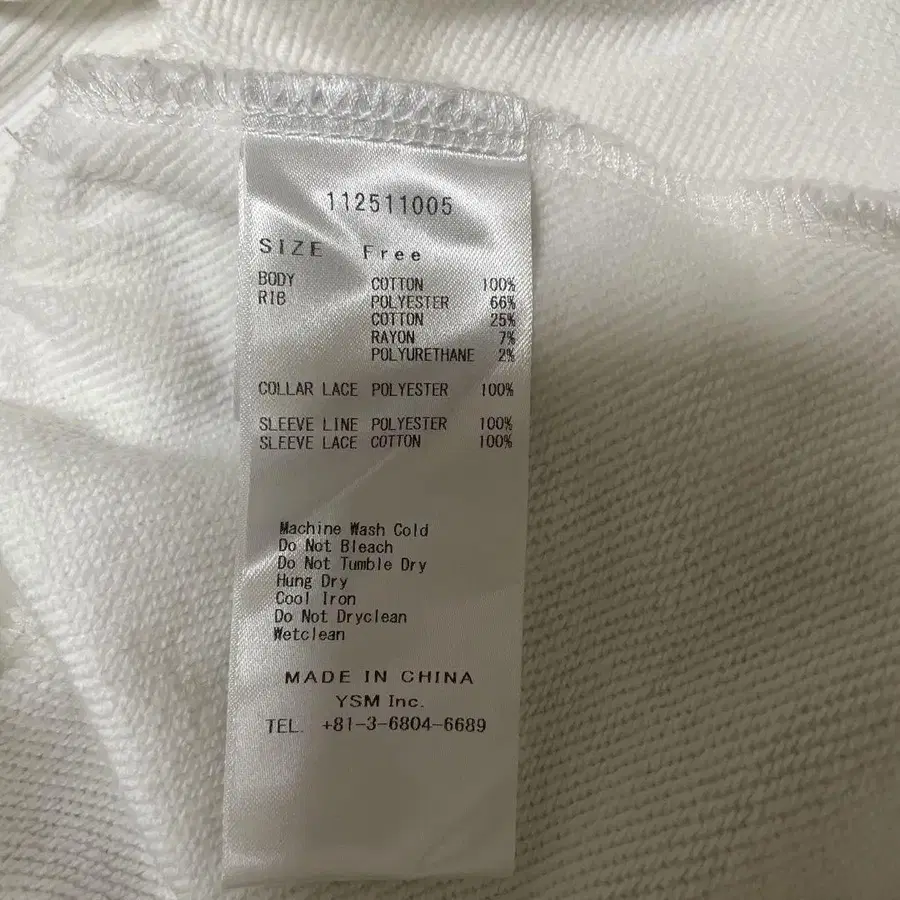 112511005
SIZE Free
BODY COTTON 100%
RIB POLYESTER 66%
COTTON 25%
RAYON 7%
POLYURETHANE 2%
COLLAR LACE POLYESTER 100%
SLEEVE LINE POLYESTER 100%
SLEEVE LACE COTTON 100%
Machine Wash Cold
Do Not Bleach
Do Not Tumble Dry
Hung Dry
Cool Iron
Do Not Dryclean
Wetclean
MADE IN CHINA
YSM Inc.
TEL. +81-3-6804-6689